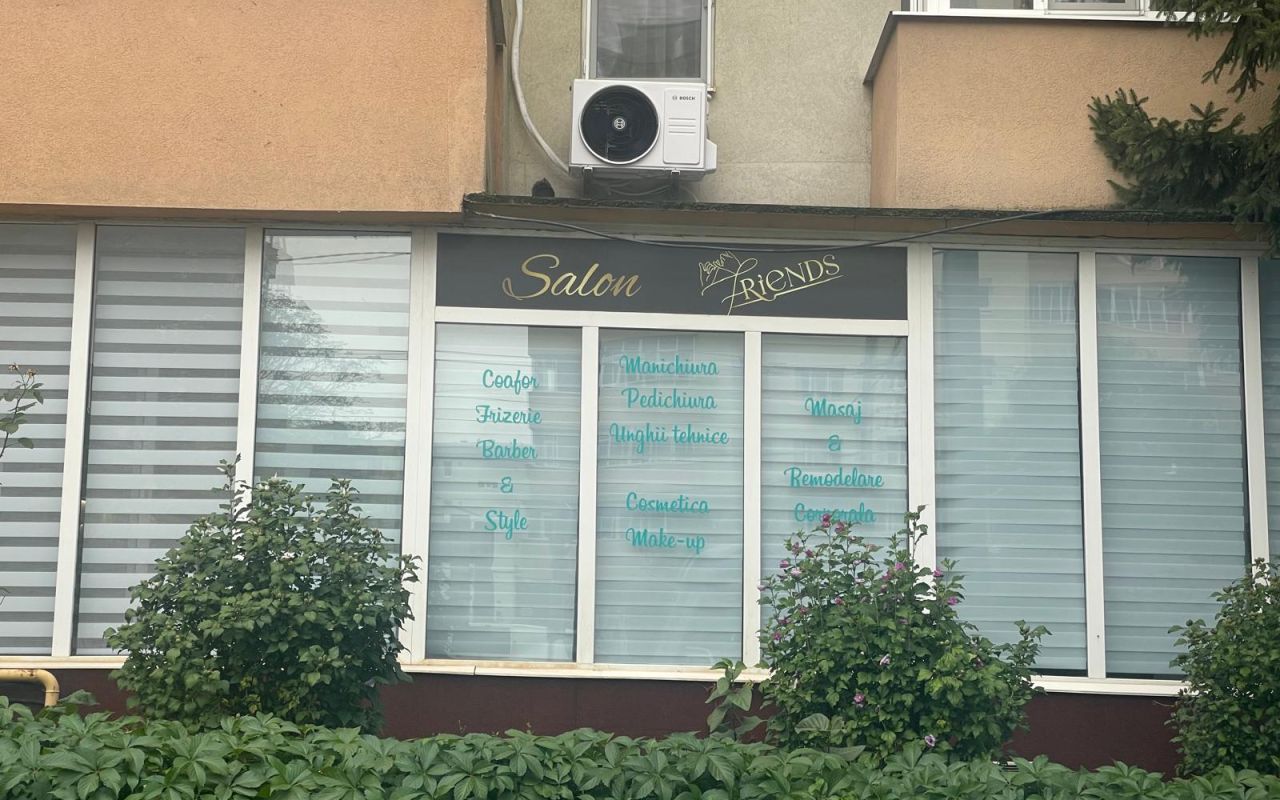 BOSCH
Salon FRiENDS
Coafor
Frizerie
Barber
&
Style
Manichiura
Pedichiura
Unghii tehnice
Cosmetica
Make-up
Masaj
&
Remodelare
Corporala